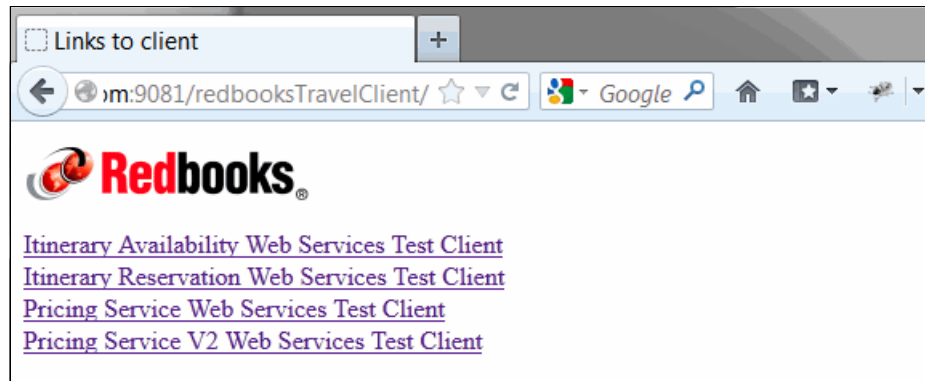 Links to client
om:9081/redbooksTravelClient/
Google
Redbooks®
Itinerary Availability Web Services Test Client
Itinerary Reservation Web Services Test Client
Pricing Service Web Services Test Client
Pricing Service V2 Web Services Test Client